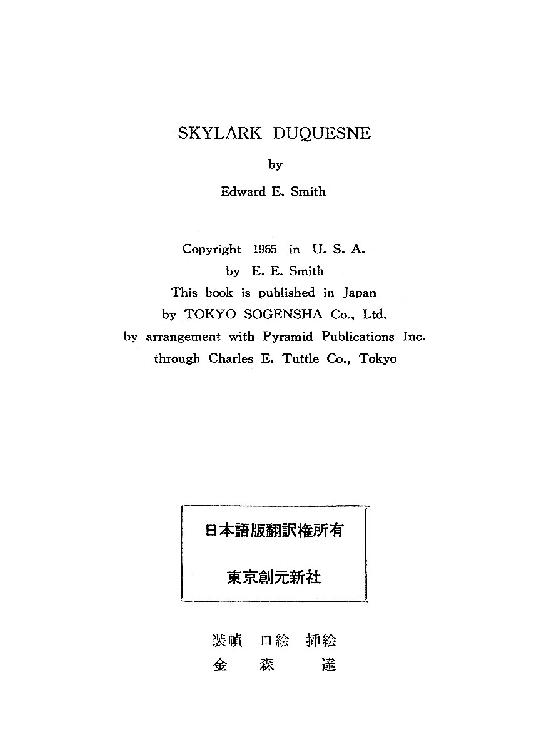 SKYLARK DUQUESNE
by
Edward E. Smith
Copyright 1955 in U. S. A.
by E. E. Smith
This book is published in Japan
by TOKYO SOGENSHA Co., Ltd.
by arrangement with Pyramid Publications Inc.
through Charles E. Tuttle Co., Tokyo
日本語版翻訳権所有
東京創元新社
装幀 口絵 挿絵
金森達